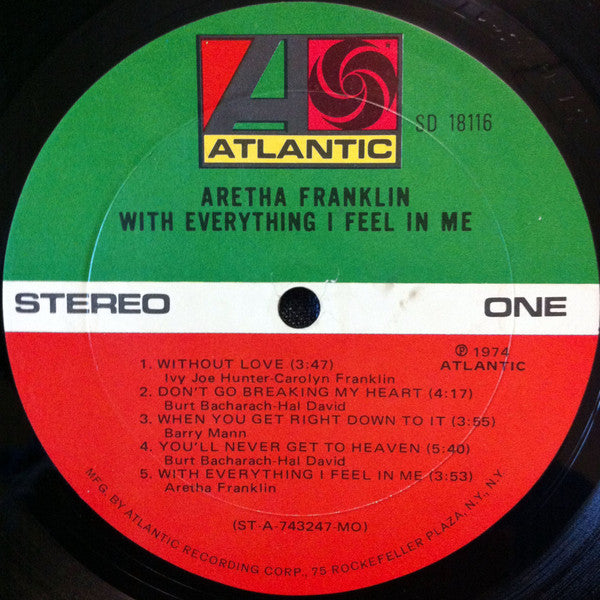 ATLANTIC
SD 18116
ARETHA FRANKLIN
WITH EVERYTHING I FEEL IN ME
STEREO
ONE
℗ 1974
ATLANTIC
1. WITHOUT LOVE (3:47)
Ivy Joe Hunter-Carolyn Franklin
2. DON'T GO BREAKING MY HEART (4:17)
Burt Bacharach-Hal David
3. WHEN YOU GET RIGHT DOWN TO IT (3:55)
Barry Mann
4. YOU'LL NEVER GET TO HEAVEN (5:40)
Burt Bacharach-Hal David
5. WITH EVERYTHING I FEEL IN ME (3:53)
Aretha Franklin
(ST-A-743247-MO)
MFG. BY ATLANTIC RECORDING CORP., 75 ROCKEFELLER PLAZA, N.Y., N.Y.